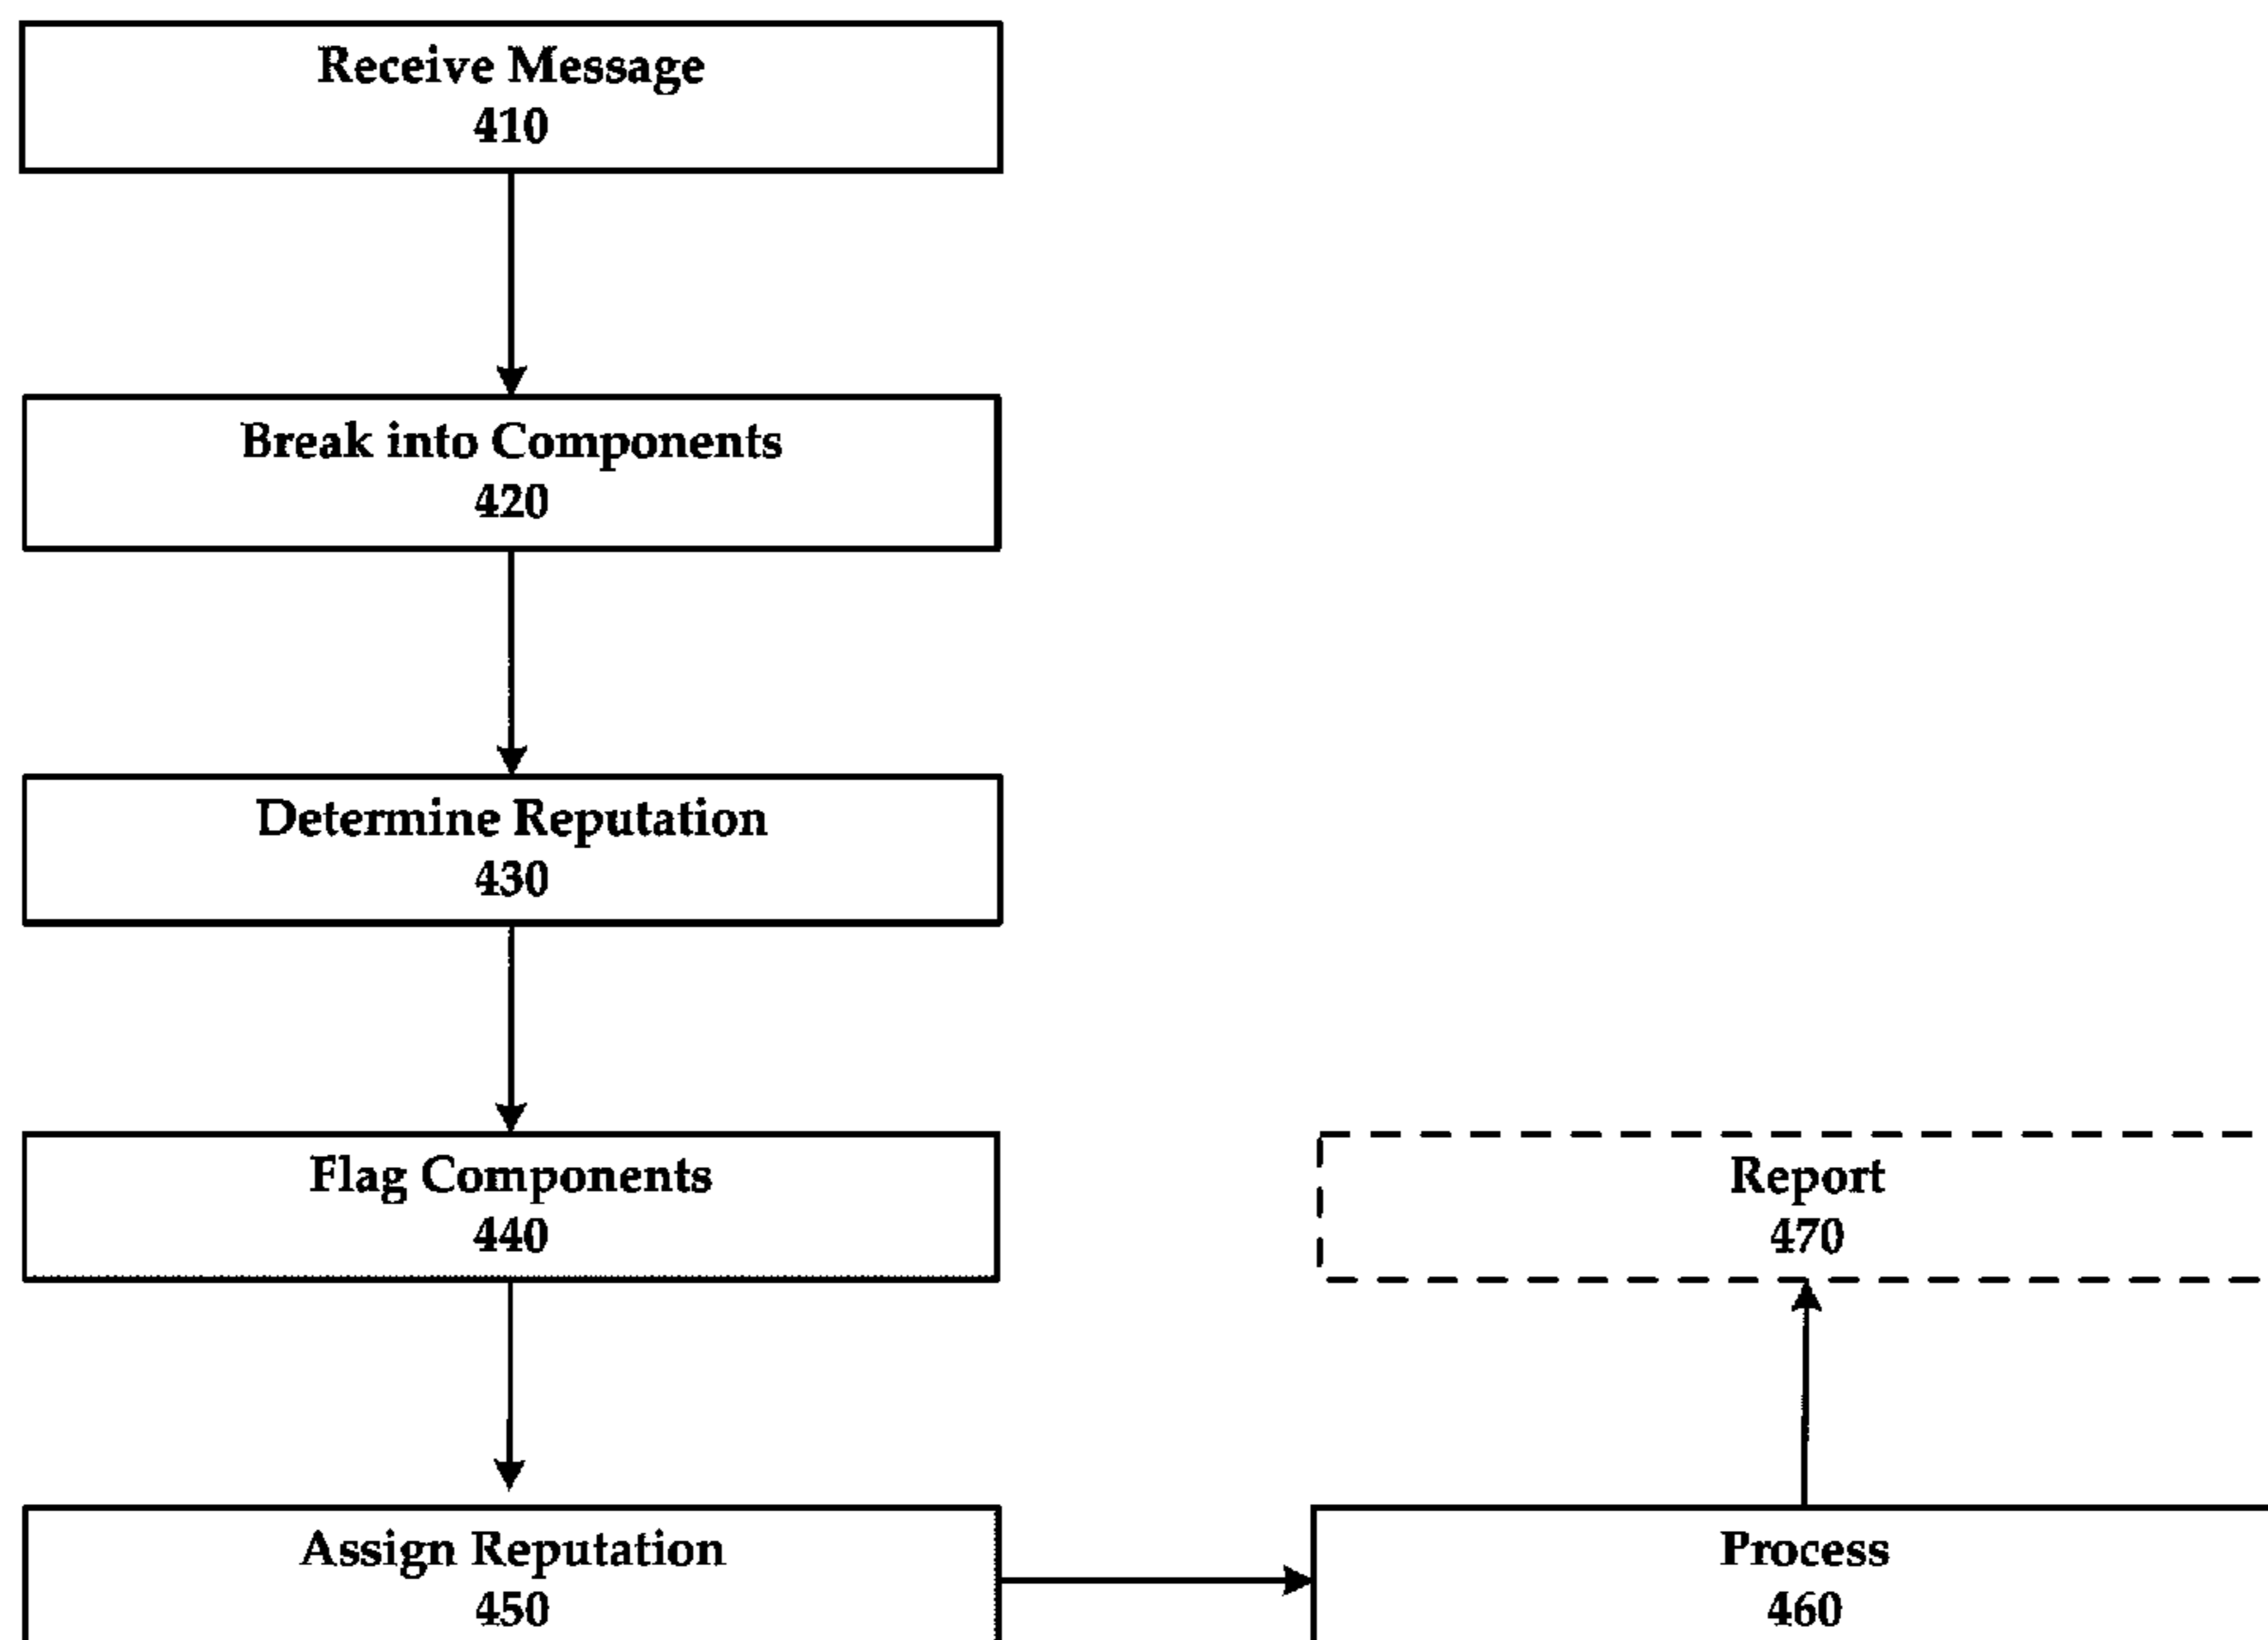 Receive Message
410
Break into Components
420
Determine Reputation
430
Flag Components
440
Assign Reputation
450
Process
460
Report
470